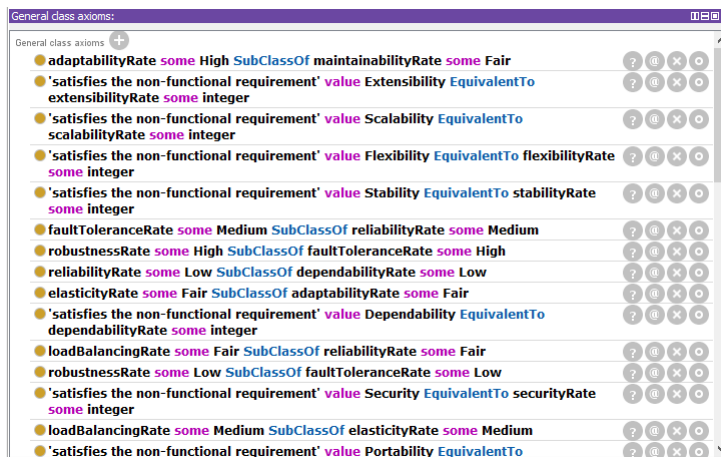 General class axioms:
General class axioms
adaptabilityRate some High SubClassOf maintainabilityRate some Fair
'satisfies the non-functional requirement' value Extensibility EquivalentTo
extensibilityRate some integer
'satisfies the non-functional requirement' value Scalability EquivalentTo
scalabilityRate some integer
'satisfies the non-functional requirement' value Flexibility EquivalentTo flexibilityRate
some integer
'satisfies the non-functional requirement' value Stability EquivalentTo stabilityRate
some integer
faultToleranceRate some Medium SubClassOf reliabilityRate some Medium
robustnessRate some High SubClassOf faultToleranceRate some High
reliabilityRate some Low SubClassOf dependabilityRate some Low
elasticityRate some Fair SubClassOf adaptabilityRate some Fair
'satisfies the non-functional requirement' value Dependability EquivalentTo
dependabilityRate some integer
loadBalancingRate some Fair SubClassOf reliabilityRate some Fair
robustnessRate some Low SubClassOf faultToleranceRate some Low
'satisfies the non-functional requirement' value Security EquivalentTo securityRate
some integer
loadBalancingRate some Medium SubClassOf elasticityRate some Medium
'satisfies the non-functional requirement' value Portability EquivalentTo